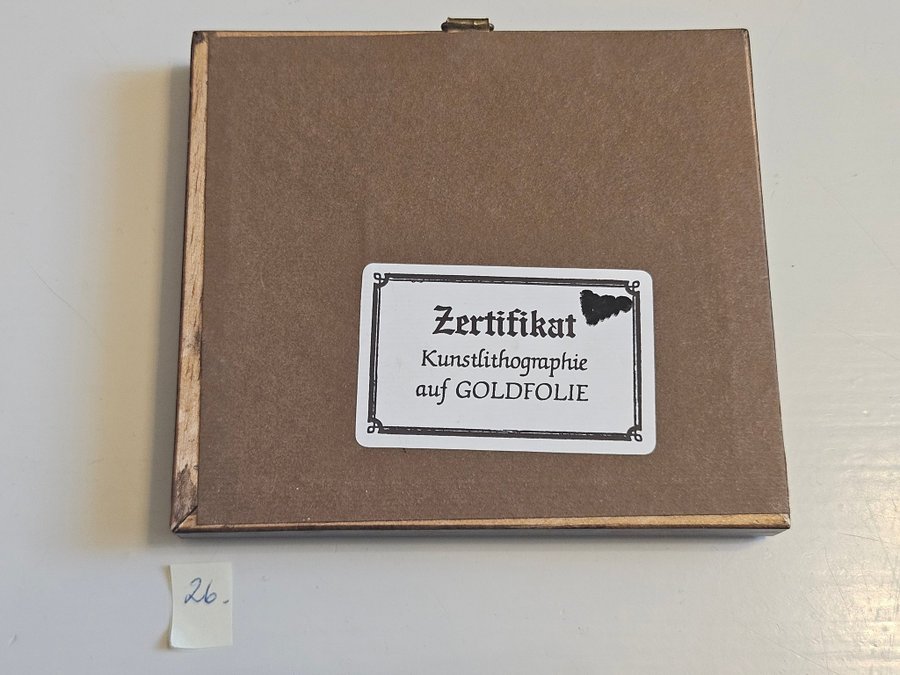 Zertifikat
Kunstlithographie
auf GOLDFOLIE
26.